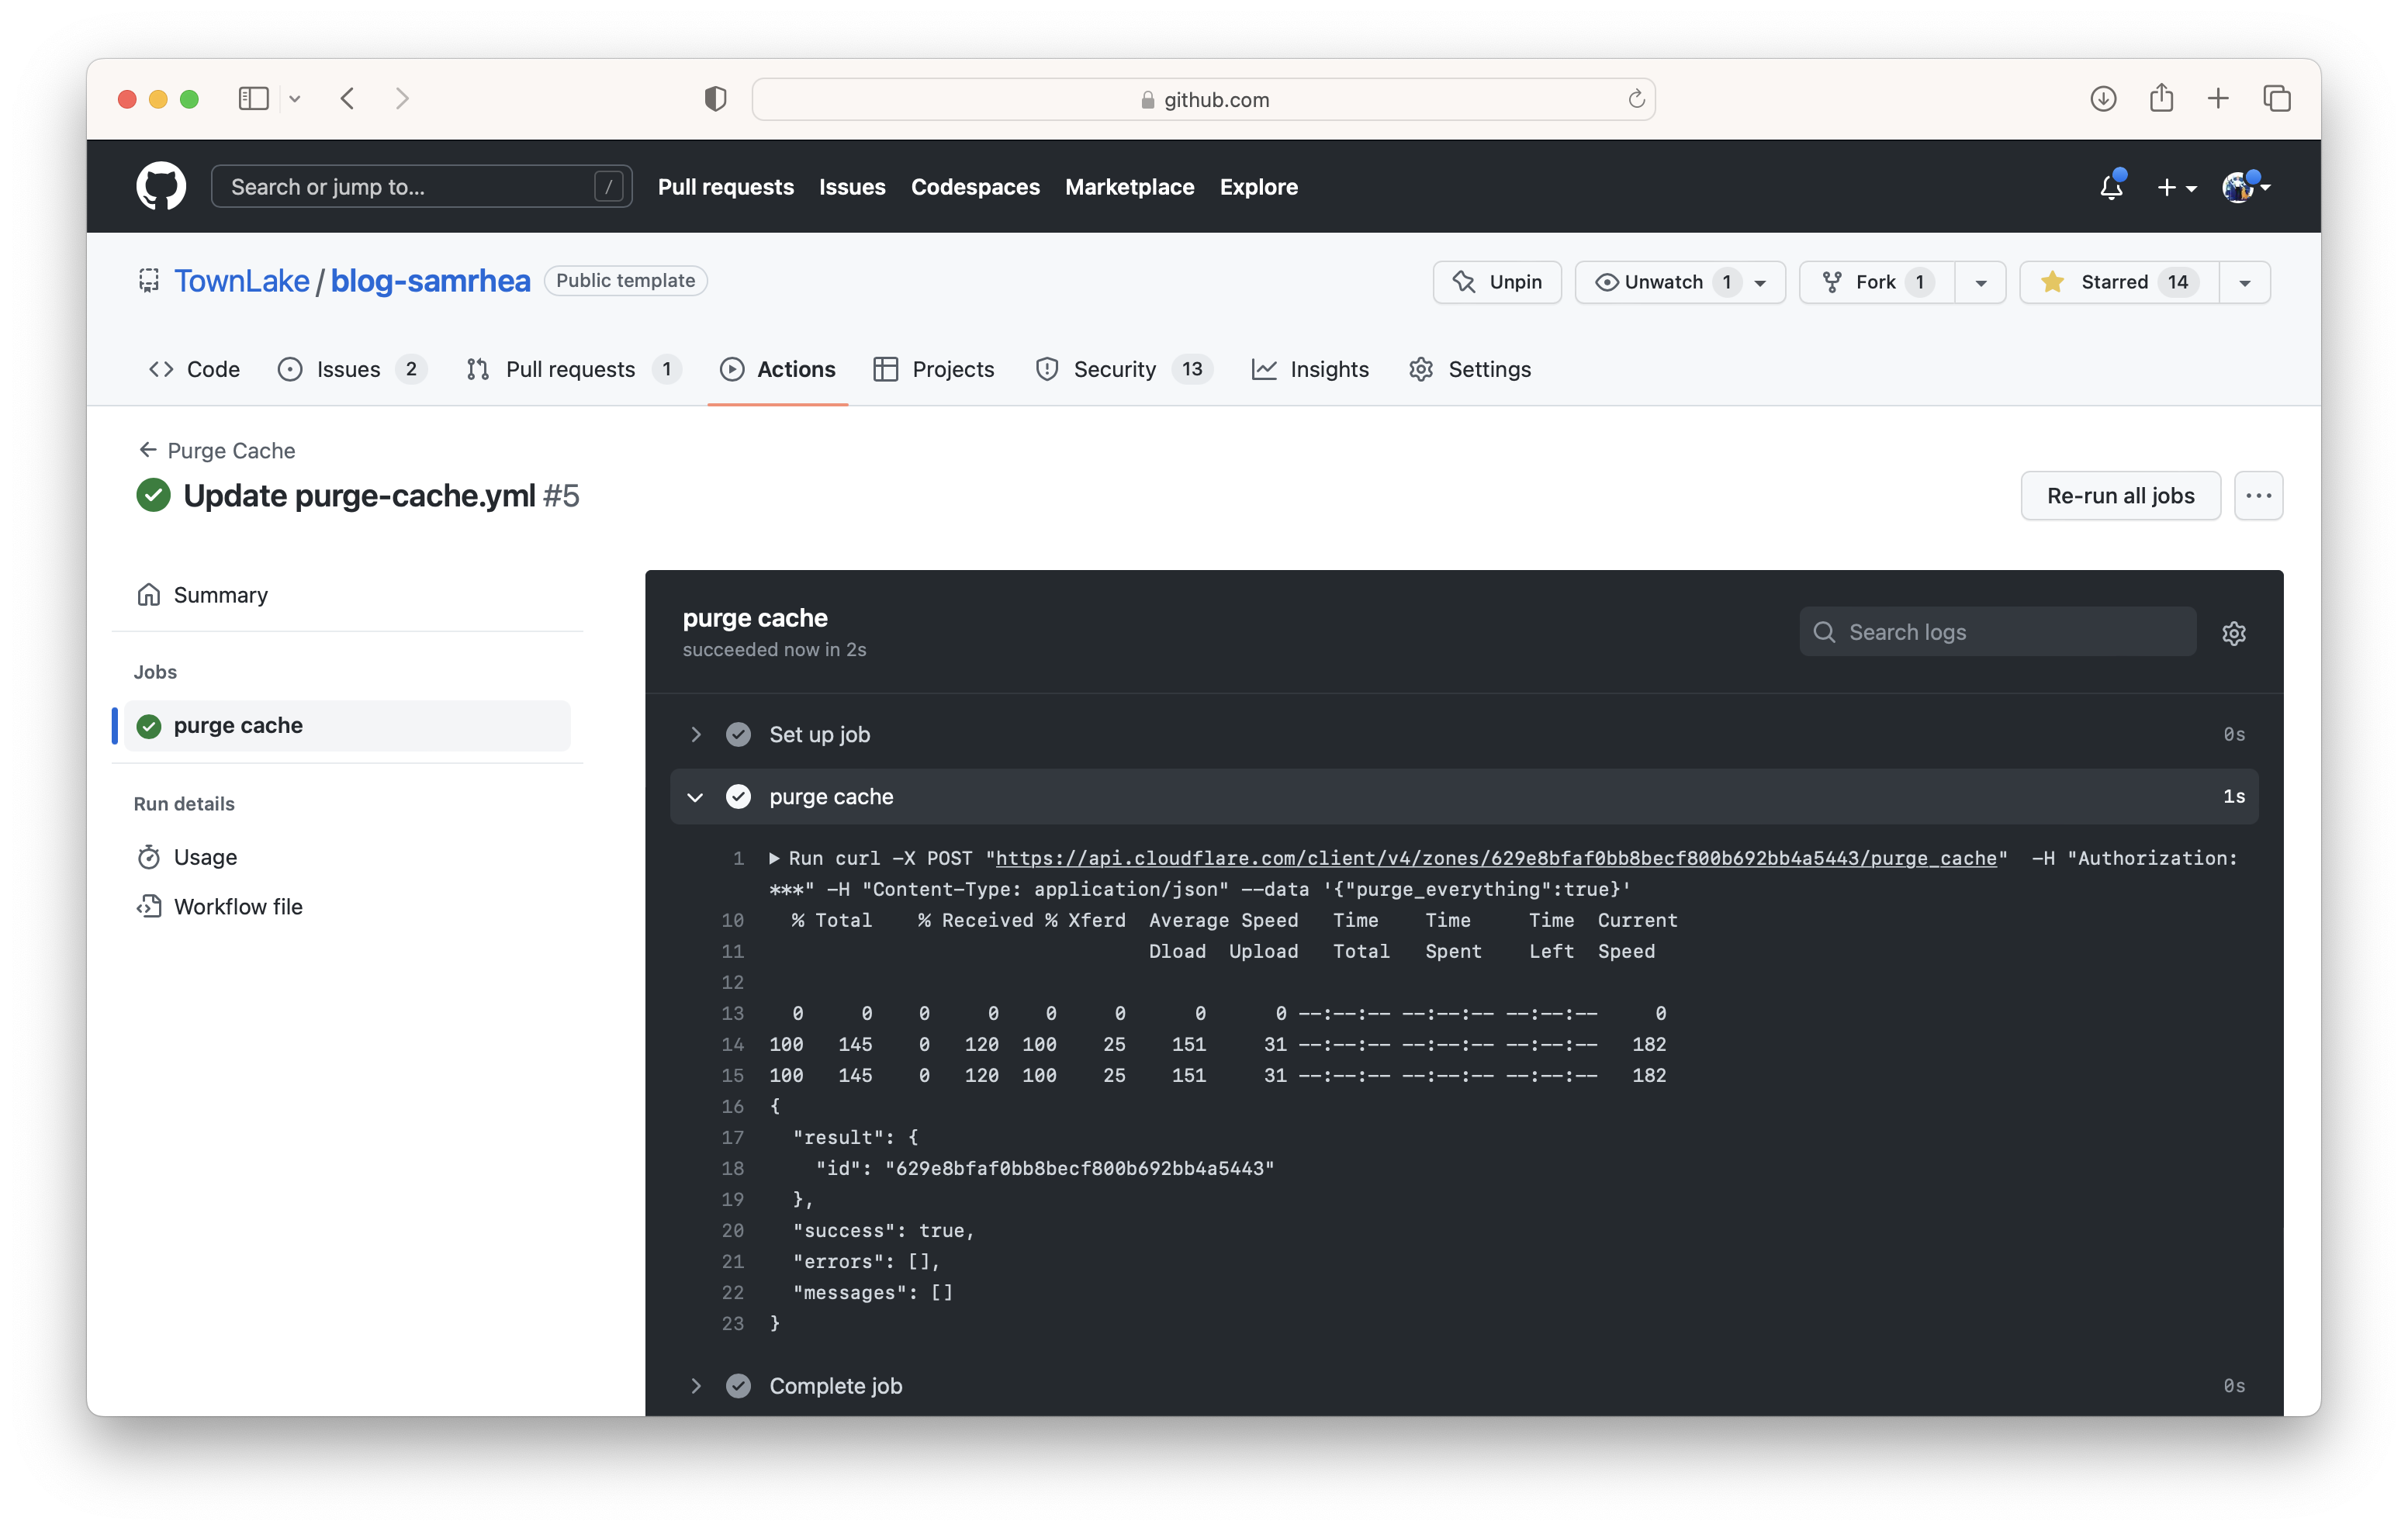 github.com
Search or jump to... /
Pull requests Issues Codespaces Marketplace Explore
TownLake / blog-samrhea Public template
Unpin Unwatch 1 Fork 1 Starred 14
Code Issues 2 Pull requests 1 Actions Projects Security 13 Insights Settings
← Purge Cache
Update purge-cache.yml #5
Re-run all jobs ...
Summary
Jobs
purge cache
Run details
Usage
Workflow file
purge cache
succeeded now in 2s
Search logs
Set up job 0s
purge cache 1s
1 ▶ Run curl -X POST "https://api.cloudflare.com/client/v4/zones/629e8bfaf0bb8becf800b692bb4a5443/purge_cache" -H "Authorization:
***" -H "Content-Type: application/json" --data '{"purge_everything":true}'
10 % Total % Received % Xferd Average Speed Time Time Time Current
11 Dload Upload Total Spent Left Speed
12
13 0 0 0 0 0 0 0 0 --:--:-- --:--:-- --:--:-- 0
14 100 145 0 120 100 25 151 31 --:--:-- --:--:-- --:--:-- 182
15 100 145 0 120 100 25 151 31 --:--:-- --:--:-- --:--:-- 182
16 {
17 "result": {
18 "id": "629e8bfaf0bb8becf800b692bb4a5443"
19 },
20 "success": true,
21 "errors": [],
22 "messages": []
23 }
Complete job 0s